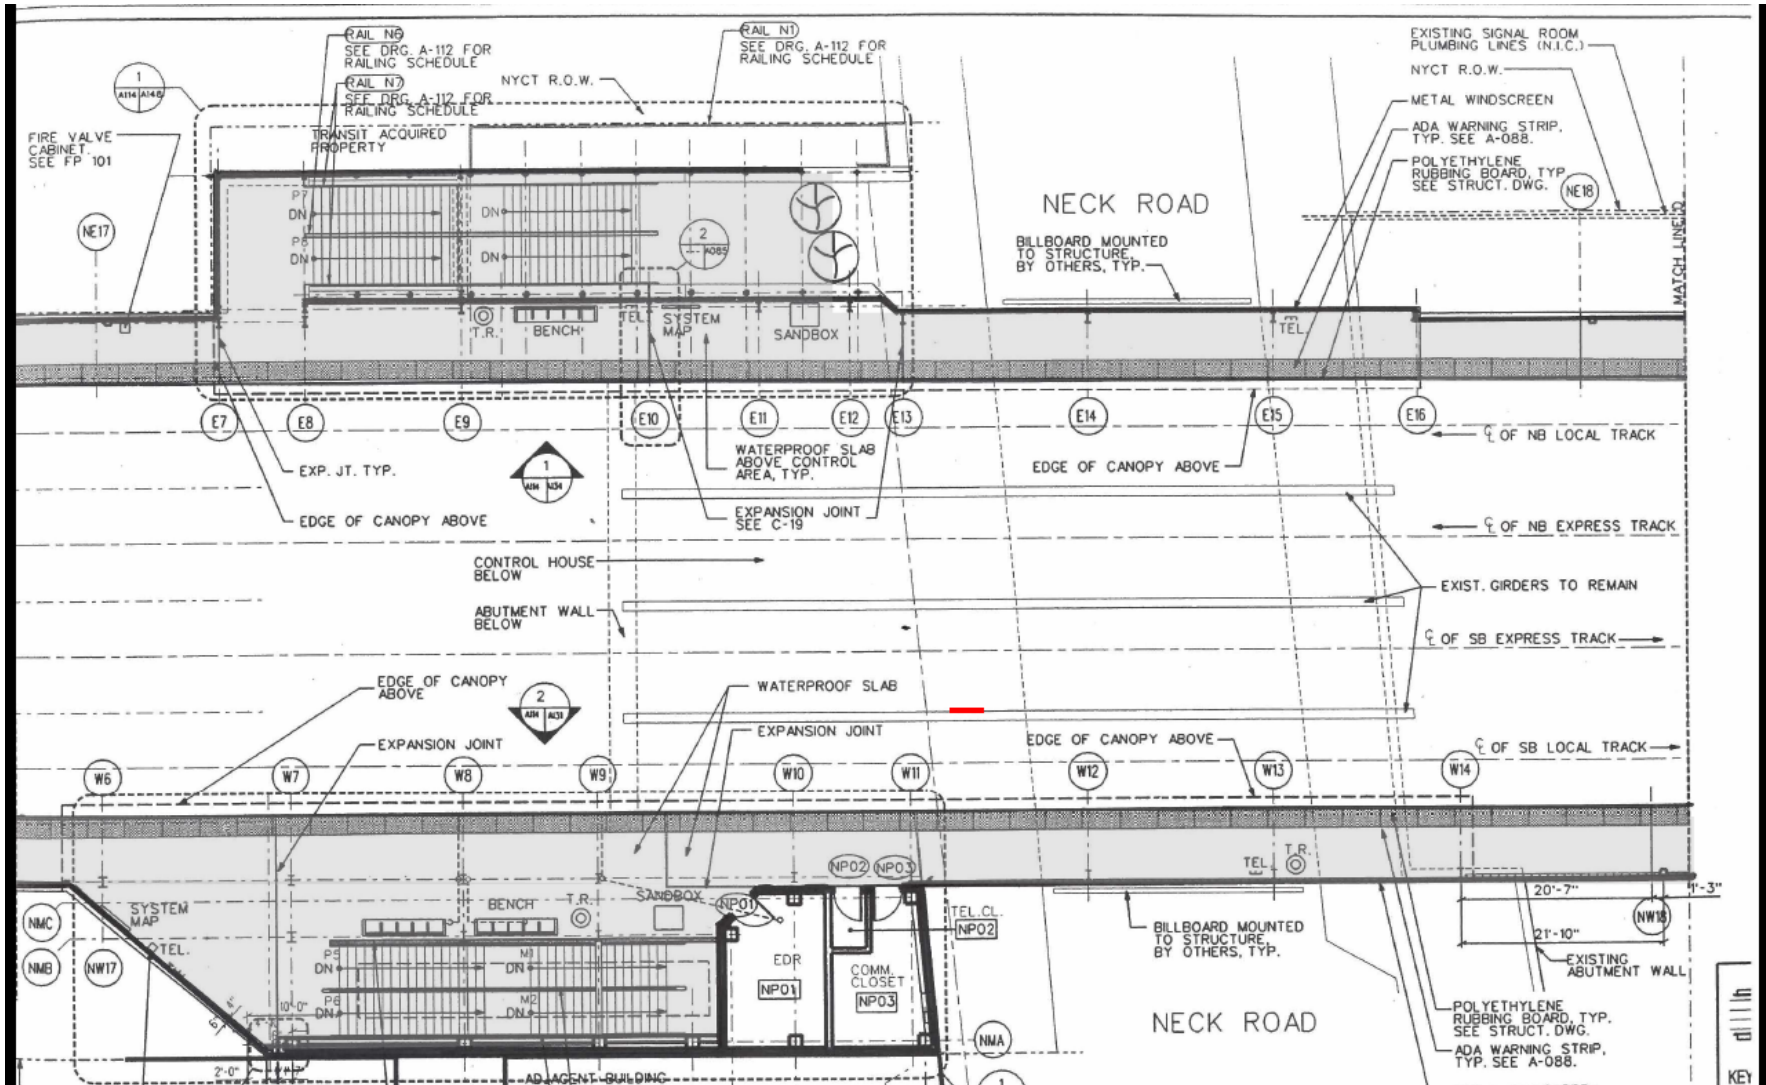 RAIL N6
SEE DRG. A-112 FOR
RAILING SCHEDULE
RAIL N7
SEE DRG. A-112 FOR
RAILING SCHEDULE
RAIL N1
SEE DRG. A-112 FOR
RAILING SCHEDULE
NYCT R.O.W.
1
A114 A148
FIRE VALVE
CABINET.
SEE FP 101
TRANSIT ACQUIRED
PROPERTY
EXISTING SIGNAL ROOM
PLUMBING LINES (N.I.C.)
NYCT R.O.W.
METAL WINDSCREEN
ADA WARNING STRIP,
TYP. SEE A-088.
POLYETHYLENE
RUBBING BOARD, TYP
SEE STRUCT. DWG.
NE18
NE17
P7
DN
DN
P8
DN
DN
2
A085
NECK ROAD
BILLBOARD MOUNTED
TO STRUCTURE,
BY OTHERS, TYP.
T.R.
BENCH
TEL.
SYSTEM
MAP
SANDBOX
TEL
E7
E8
E9
E10
E11
E12
E13
E14
E15
E16
℄ OF NB LOCAL TRACK
EXP. JT. TYP.
1
A114 A134
WATERPROOF SLAB
ABOVE CONTROL
AREA, TYP.
EDGE OF CANOPY ABOVE
EDGE OF CANOPY ABOVE
EXPANSION JOINT
SEE C-19
℄ OF NB EXPRESS TRACK
CONTROL HOUSE
BELOW
EXIST. GIRDERS TO REMAIN
ABUTMENT WALL
BELOW
℄ OF SB EXPRESS TRACK
EDGE OF CANOPY
ABOVE
2
WATERPROOF SLAB
EXPANSION JOINT
EXPANSION JOINT
EDGE OF CANOPY ABOVE
℄ OF SB LOCAL TRACK
W6
W7
W8
W9
W10
W11
W12
W13
W14
NP02
NP03
TEL.
T.R.
SYSTEM
MAP
TEL.
BENCH
T.R.
SANDBOX
NP01
TEL.CL.
NP02
20'-7"
1'-3"
NW18
21'-10"
NMC
NMB
NW17
P5
DN
M1
DN
P6
DN
M2
DN
10'-0"
EDR
NP01
COMM.
CLOSET
NP03
BILLBOARD MOUNTED
TO STRUCTURE,
BY OTHERS, TYP.
EXISTING
ABUTMENT WALL
NECK ROAD
POLYETHYLENE
RUBBING BOARD, TYP.
SEE STRUCT. DWG.
ADA WARNING STRIP,
TYP. SEE A-088.
NMA
2'-0"
ADJACENT BUILDING
1
KEY